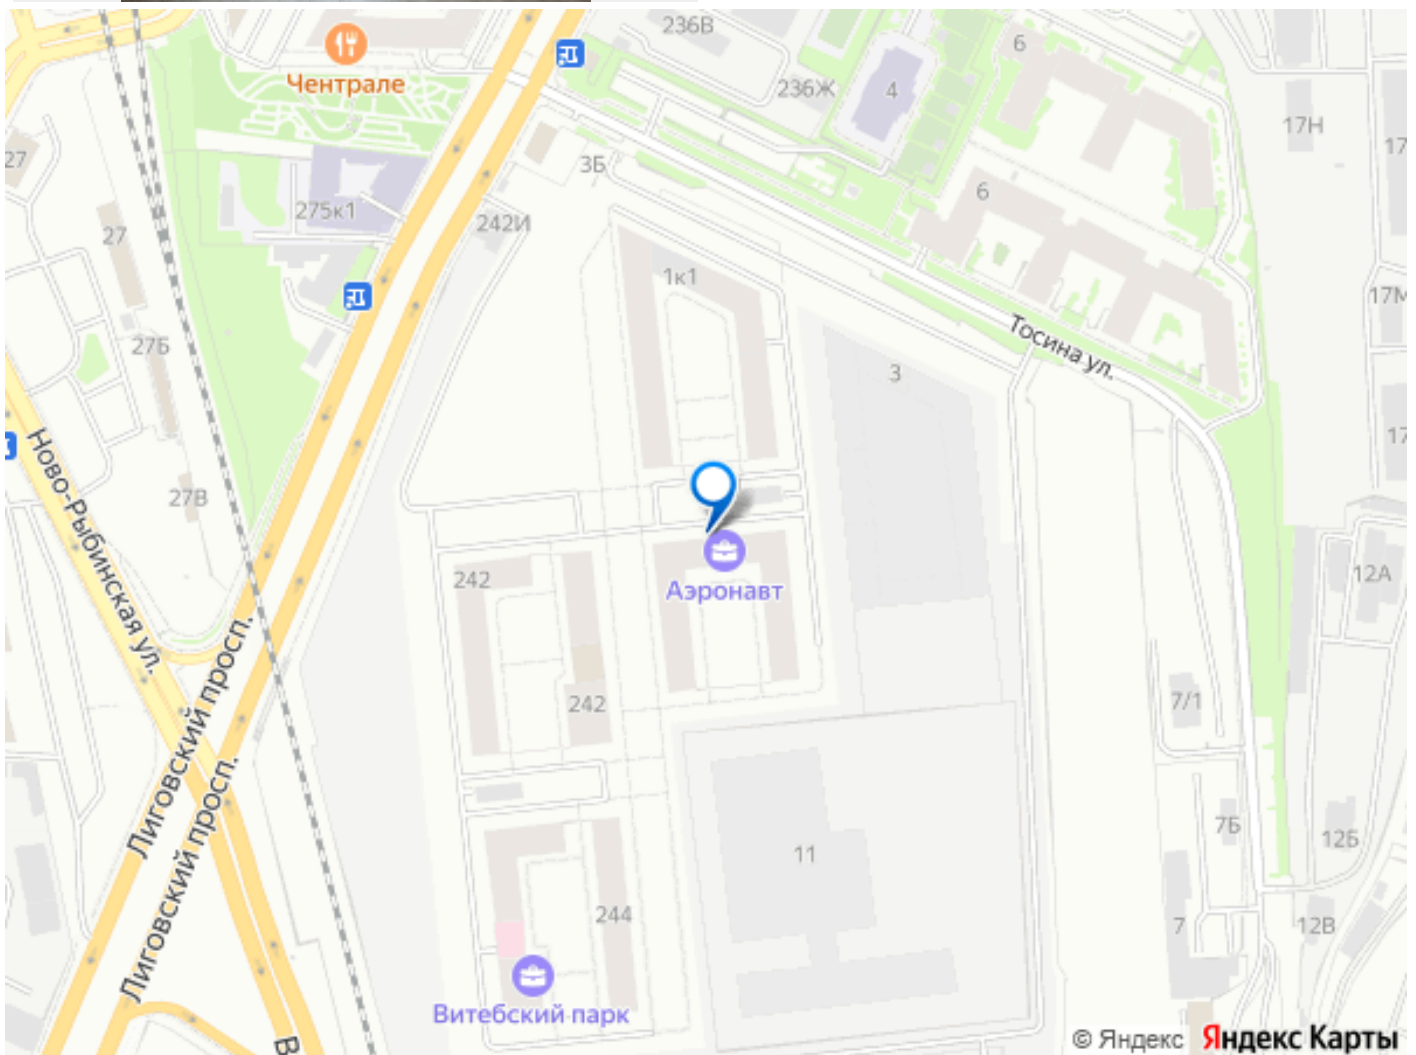 236В
6
Чентрале
236Ж
4
17Н
17
27
3Б
6
275к1
242И
27
1к1
17М
27Б
Тосина ул.
3
17
Ново-Рыбинская ул.
27В
242
Аэронавт
12А
Лиговский просп.
242
7/1
Лиговский просп.
7Б
12Б
11
244
7
12В
Витебский парк
В
© Яндекс Яндекс Карты